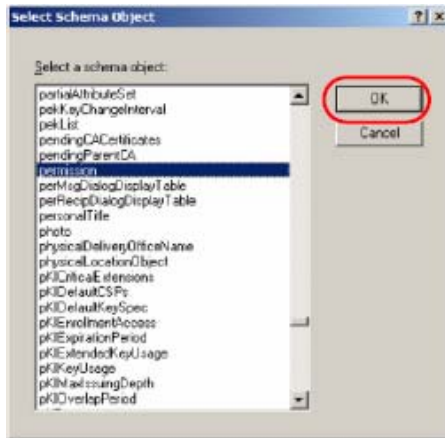 Select Schema Object
Select a schema object:
partialAttributeSet
pekKeyChangeInterval
pekList
pendingCACertificates
pendingParentCA
permission
perMsgDialogDisplayTable
perRecipDialogDisplayTable
personalTitle
photo
physicalDeliveryOfficeName
physicalLocationObject
pKICriticalExtensions
pKIDefaultCSPs
pKIDefaultKeySpec
pKIEnrollmentAccess
pKIExpirationPeriod
pKIExtendedKeyUsage
pKIKeyUsage
pKIMaxIssuingDepth
pKIOverlapPeriod
OK
Cancel